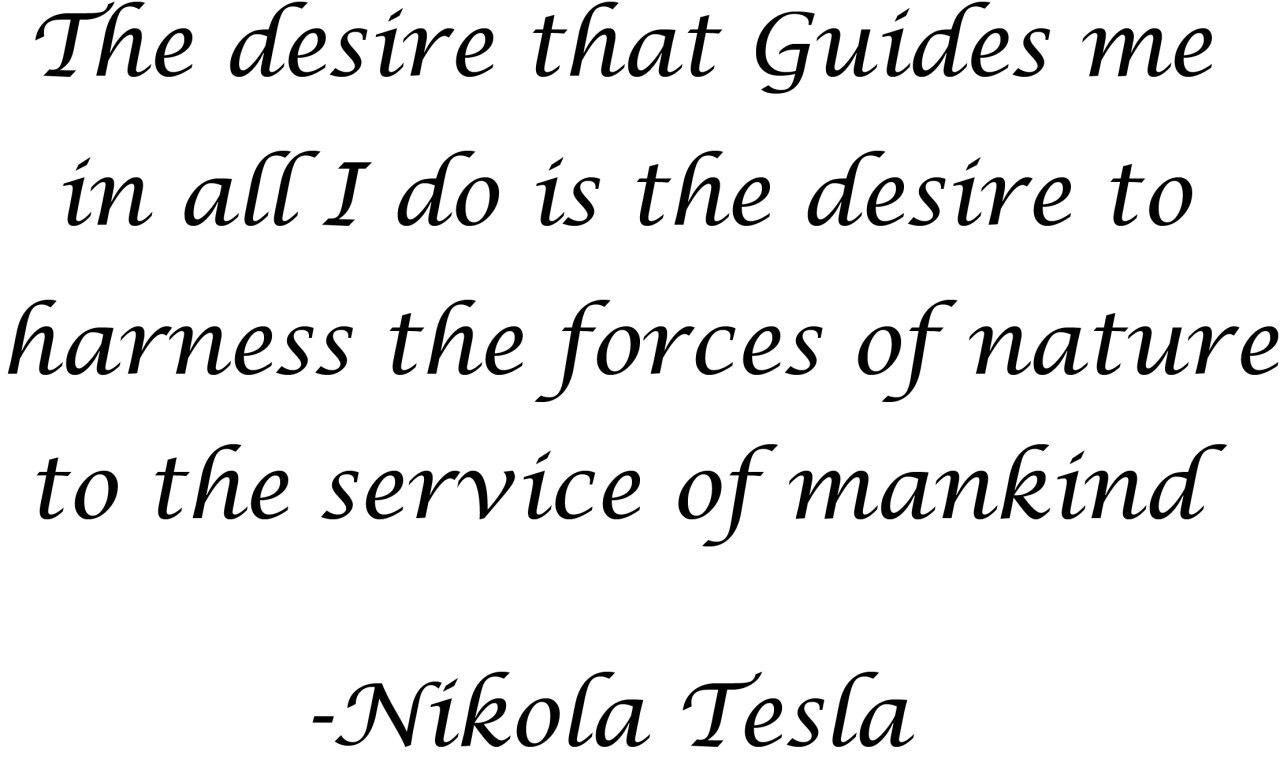 The desire that Guides me
in all I do is the desire to
harness the forces of nature
to the service of mankind
-Nikola Tesla